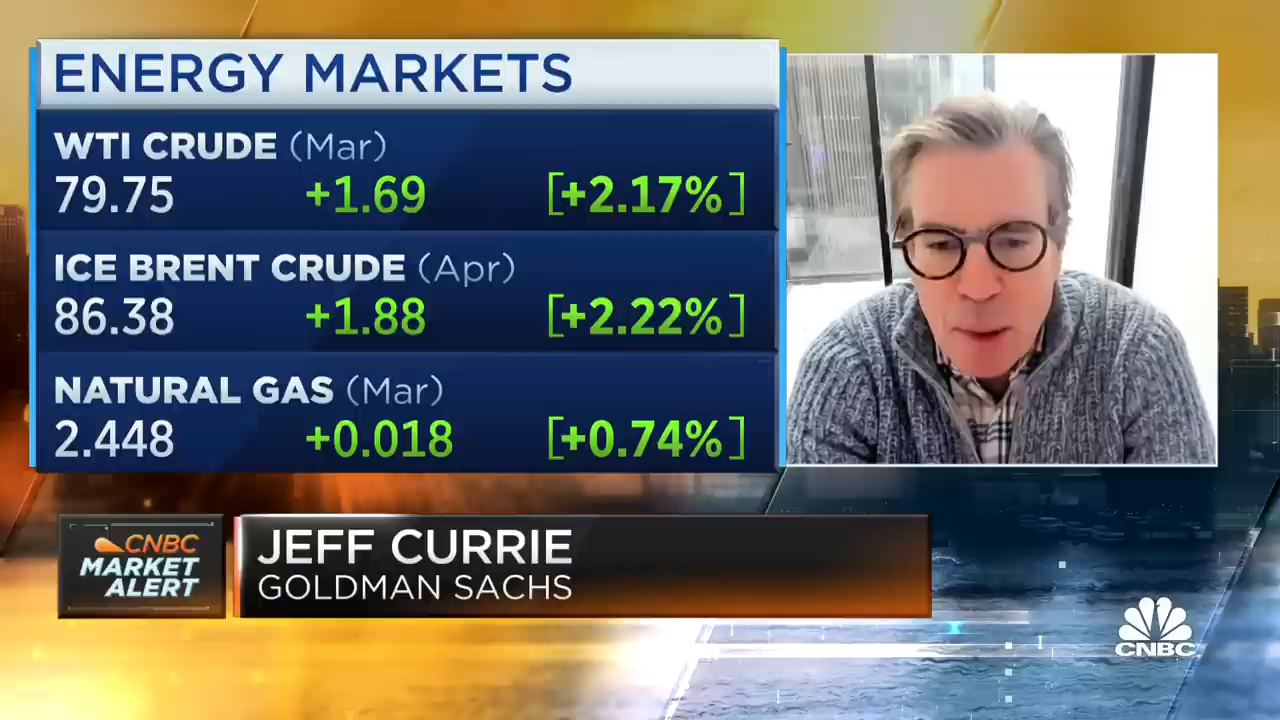 ENERGY MARKETS
WTI CRUDE (Mar)
79.75 +1.69 [+2.17%]
ICE BRENT CRUDE (Apr)
86.38 +1.88 [+2.22%]
NATURAL GAS (Mar)
2.448 +0.018 [+0.74%]
CNBC
MARKET
ALERT
JEFF CURRIE
GOLDMAN SACHS
CNBC